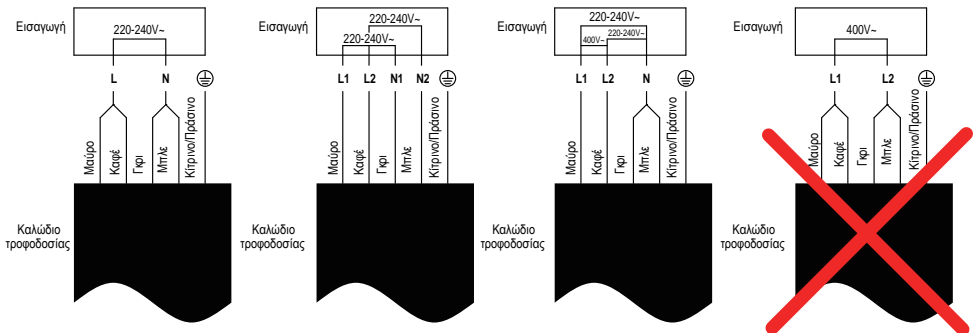 Εισαγωγή
220-240V~
L N
Μαύρο
Καφέ
Γκρι
Μπλε
Κίτρινο/Πράσινο
Καλώδιο
τροφοδοσίας
Εισαγωγή
220-240V~
220-240V~
L1 L2 N1 N2
Μαύρο
Καφέ
Γκρι
Μπλε
Κίτρινο/Πράσινο
Καλώδιο
τροφοδοσίας
Εισαγωγή
220-240V~
400V~ 220-240V~
L1 L2 N
Μαύρο
Καφέ
Γκρι
Μπλε
Κίτρινο/Πράσινο
Καλώδιο
τροφοδοσίας
Εισαγωγή
400V~
L1 L2
Μαύρο
Καφέ
Γκρι
Μπλε
Κίτρινο/Πράσινο
Καλώδιο
τροφοδοσίας